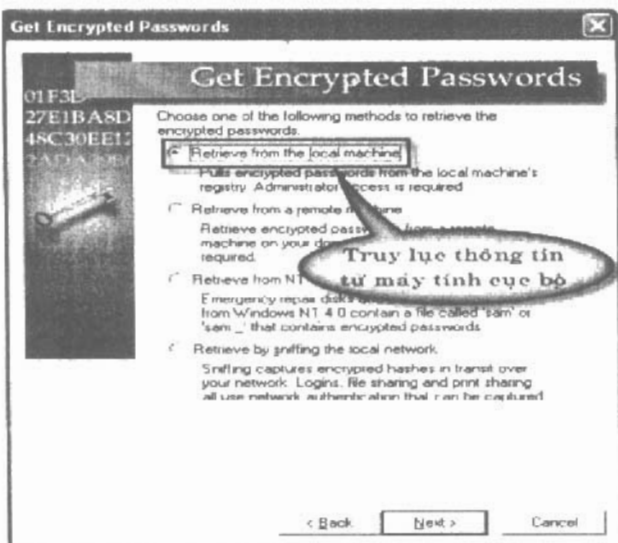 Get Encrypted Passwords
Get Encrypted Passwords
01F3D
27E1BA8D
48C30EE12
Choose one of the following methods to retrieve the
encrypted passwords.
Retrieve from the local machine
Pulls encrypted passwords from the local machine's
registry. Administrator access is required
Retrieve from a remote machine
Retrieve encrypted from a remote
machine on your
required.
Truy lục thông tin
từ máy tính cục bộ
Retrieve from NT
Emergency repair disks
from Windows NT 4.0 contain a file called 'sam' or
'sam._' that contains encrypted passwords
Retrieve by sniffing the local network
Sniffing captures encrypted hashes in transit over
your network. Logins, file sharing and print sharing
all use network authentication that can be captured
< Back
Next >
Cancel